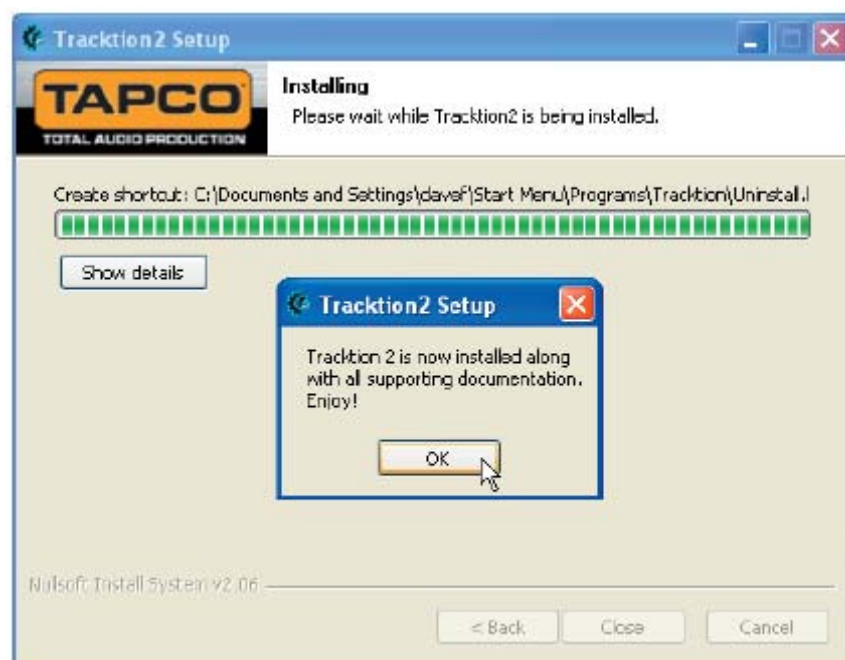 Tracktion2 Setup
TAPCO
TOTAL AUDIO PRODUCTION
Installing
Please wait while Tracktion2 is being installed.
Create shortcut: C:\Documents and Settings\davef\Start Menu\Programs\Tracktion\Uninstall.l
Show details
Tracktion2 Setup
Tracktion 2 is now installed along
with all supporting documentation.
Enjoy!
OK
Nullsoft Install System v2.06
< Back
Close
Cancel